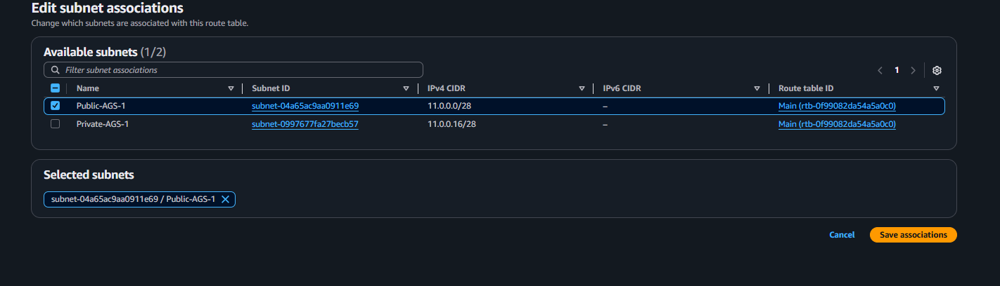 Edit subnet associations
Change which subnets are associated with this route table.
Available subnets (1/2)
Filter subnet associations
1
Name Subnet ID IPv4 CIDR IPv6 CIDR Route table ID
Public-AGS-1 subnet-04a65ac9aa0911e69 11.0.0.0/28 – Main (rtb-0f99082da54a5a0c0)
Private-AGS-1 subnet-0997677fa27becb57 11.0.0.16/28 – Main (rtb-0f99082da54a5a0c0)
Selected subnets
subnet-04a65ac9aa0911e69 / Public-AGS-1
Cancel Save associations